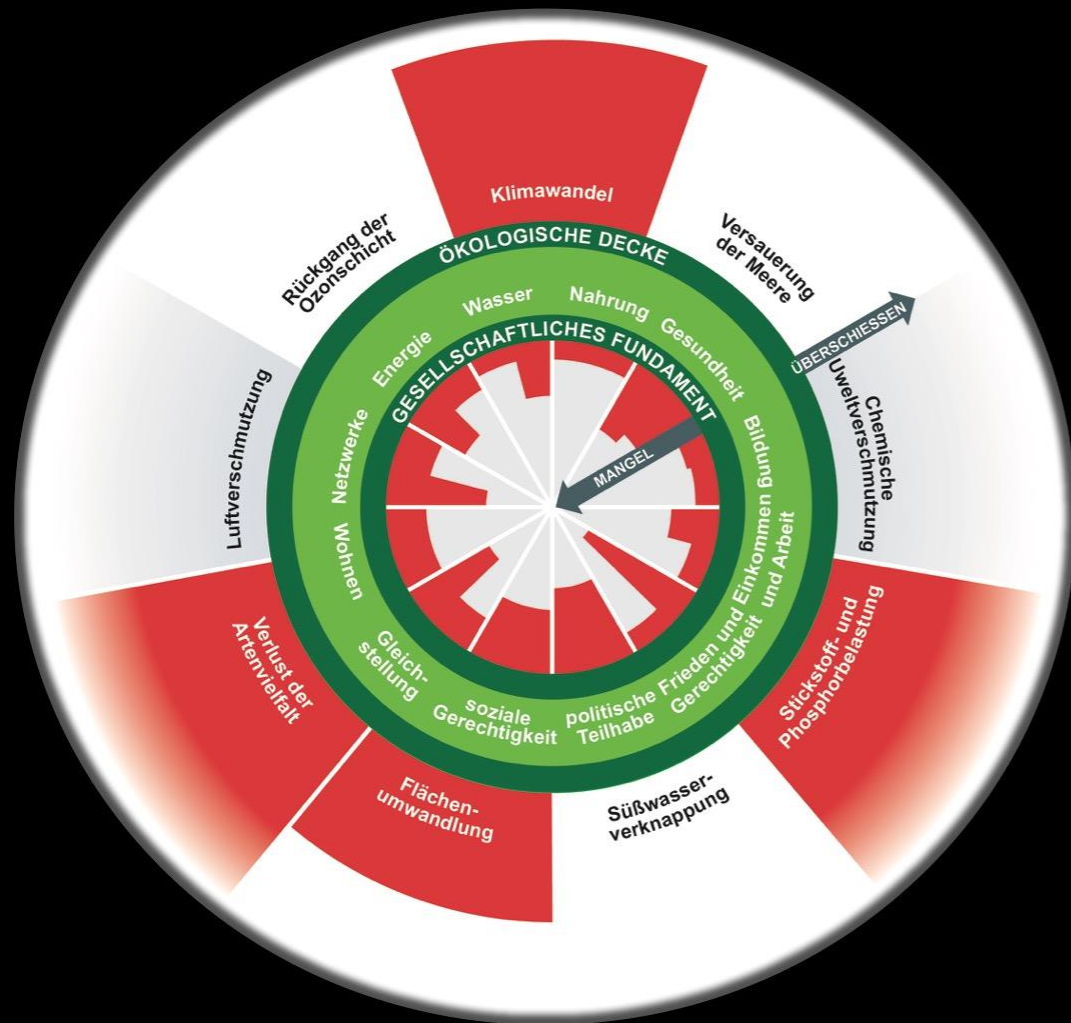 Klimawandel
Versauerung
der Meere
ÜBERSCHIESSEN
Chemische
Uweltverschmutzung
Stickstoff- und
Phosphorbelastung
Süßwasser-
verknappung
Flächen-
umwandlung
Verlust der
Artenvielfalt
Luftverschmutzung
Rückgang der
Ozonschicht
ÖKOLOGISCHE DECKE
Wasser
Nahrung
Gesundheit
Bildung
Einkommen
und Arbeit
Frieden und
Gerechtigkeit
politische
Teilhabe
soziale
Gerechtigkeit
Gleich-
stellung
Wohnen
Netzwerke
Energie
GESELLSCHAFTLICHES FUNDAMENT
MANGEL